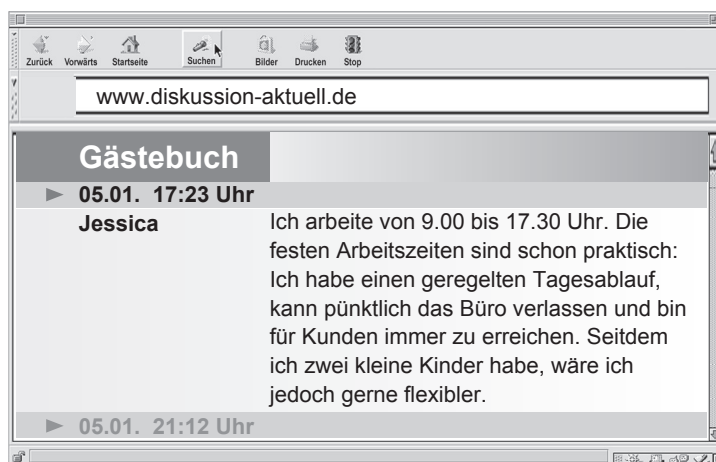 Zurück Vorwärts Startseite Suchen Bilder Drucken Stop
www.diskussion-aktuell.de
Gästebuch
05.01. 17:23 Uhr
Jessica
Ich arbeite von 9.00 bis 17.30 Uhr. Die
festen Arbeitszeiten sind schon praktisch:
Ich habe einen geregelten Tagesablauf,
kann pünktlich das Büro verlassen und bin
für Kunden immer zu erreichen. Seitdem
ich zwei kleine Kinder habe, wäre ich
jedoch gerne flexibler.
05.01. 21:12 Uhr